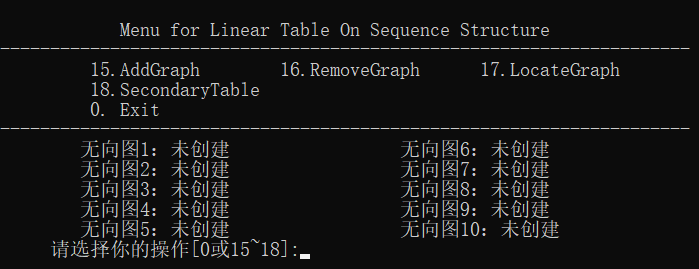 Menu for Linear Table On Sequence Structure
15.AddGraph 16.RemoveGraph 17.LocateGraph
18.SecondaryTable
0. Exit
无向图1: 未创建 无向图6: 未创建
无向图2: 未创建 无向图7: 未创建
无向图3: 未创建 无向图8: 未创建
无向图4: 未创建 无向图9: 未创建
无向图5: 未创建 无向图10: 未创建
请选择你的操作[0或15~18]: